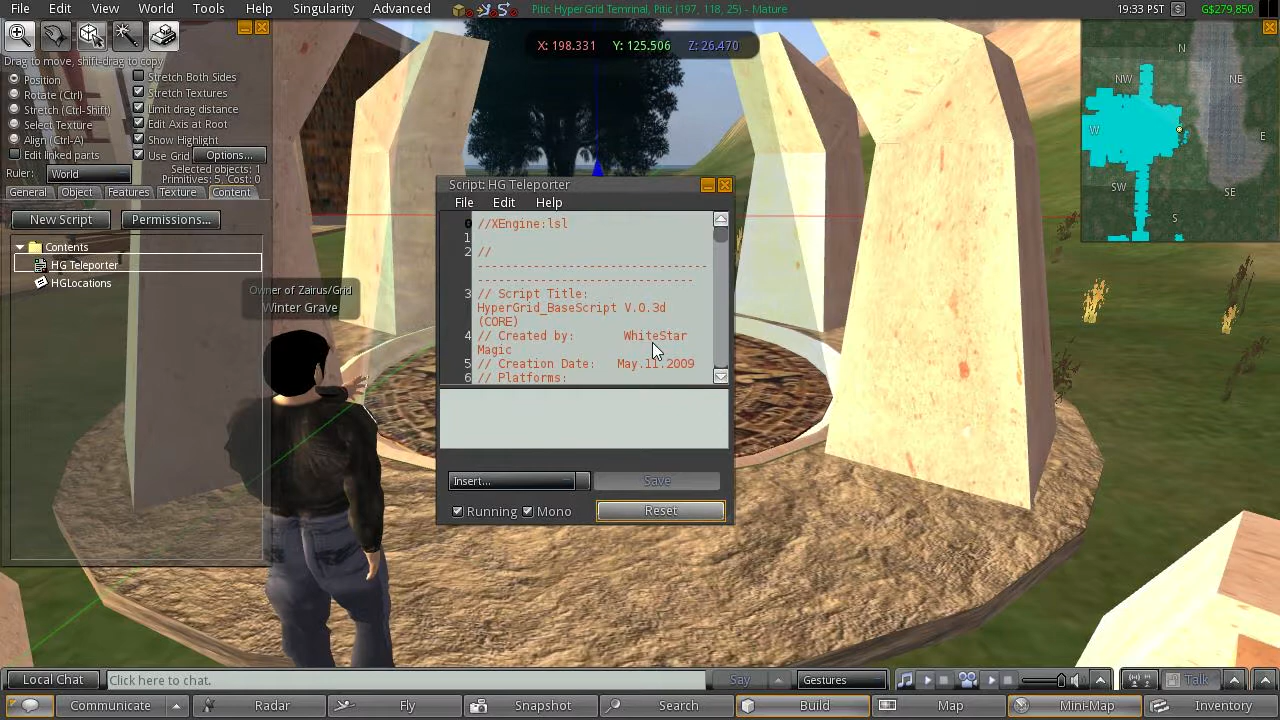 File Edit View World Tools Help Singularity Advanced Pitic HyperGrid Temrinal, Pitic (197, 118, 25) - Mature 19:33 PST $ G$279,850
X: 198.331 Y: 125.506 Z: 26.470
Drag to move, shift-drag to copy
Position
Rotate (Ctrl)
Stretch (Ctrl-Shift)
Select Texture
Align (Ctrl-A)
Edit linked parts
Stretch Both Sides
Stretch Textures
Limit drag distance
Edit Axis at Root
Show Highlight
Use Grid Options...
Selected objects: 1
Primitives: 5, Cost: 0
Ruler: World
General Object Features Texture Content
New Script Permissions...
Contents
HG Teleporter
HGLocations
Owner of Zairus/Grid
Winter Grave
Script: HG Teleporter
File Edit Help
0 //XEngine:lsl
1
2 //
---------------------------------
-------------------------------
3 // Script Title:
HyperGrid_BaseScript V.0.3d
(CORE)
4 // Created by: WhiteStar
Magic
5 // Creation Date: May.11.2009
6 // Platforms:
Insert... Save
Running Mono Reset
N
NW NE
W E
SW SE
S
Local Chat Click here to chat. Say Gestures Talk
Communicate Radar Fly Snapshot Search Build Map Mini-Map Inventory